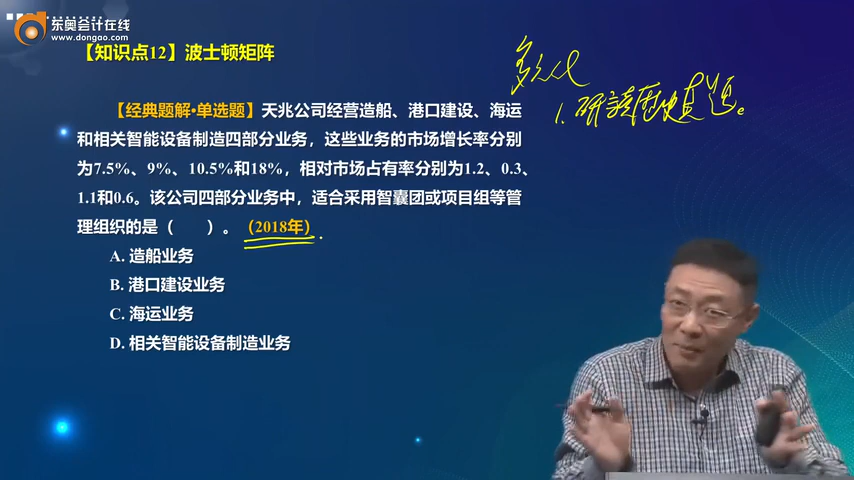 东奥会计在线
www.dongao.com
【知识点12】波士顿矩阵
【经典题解·单选题】天兆公司经营造船、港口建设、海运
和相关智能设备制造四部分业务，这些业务的市场增长率分别
为7.5%、9%、10.5%和18%，相对市场占有率分别为1.2、0.3、
1.1和0.6。该公司四部分业务中，适合采用智囊团或项目组等管
理组织的是（　　）。（2018年）
A. 造船业务
B. 港口建设业务
C. 海运业务
D. 相关智能设备制造业务
1.研读历史真题。